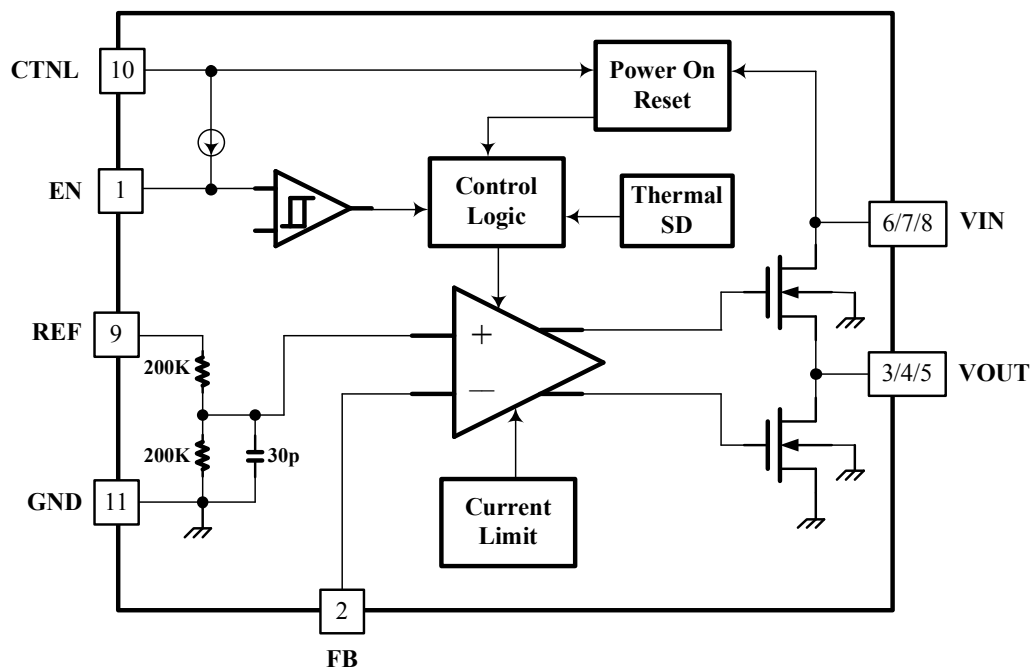 CTNL
10
Power On
Reset
EN
1
Control
Logic
Thermal
SD
6/7/8
VIN
REF
9
200K
+
—
3/4/5
VOUT
200K
30p
GND
11
Current
Limit
2
FB